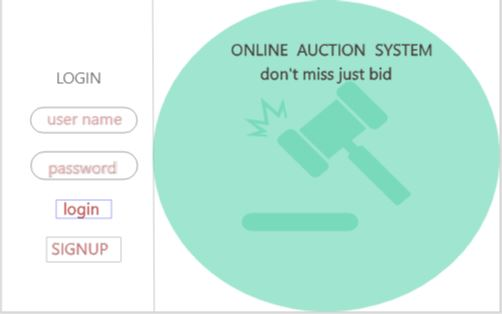 LOGIN
user name
password
login
SIGNUP
ONLINE AUCTION SYSTEM
don't miss just bid